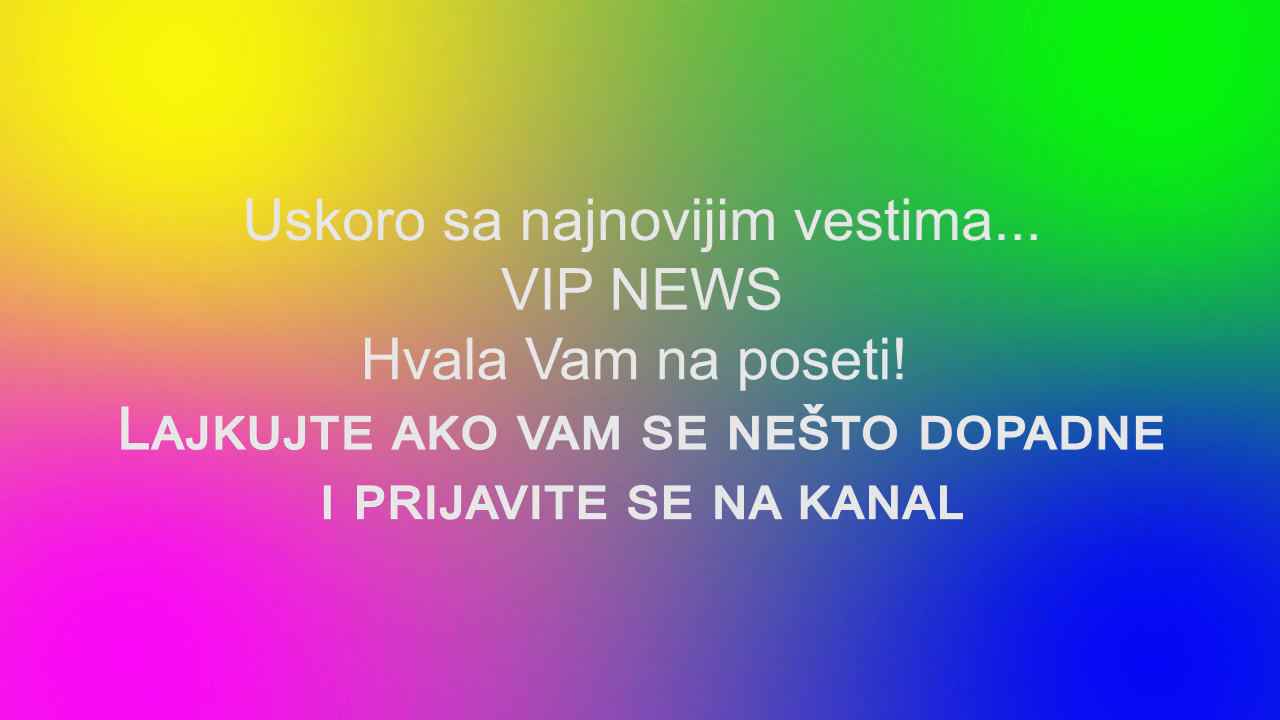 Uskoro sa najnovijim vestima...
VIP NEWS
Hvala Vam na poseti!
LAJKUJTE AKO VAM SE NEŠTO DOPADNE
I PRIJAVITE SE NA KANAL